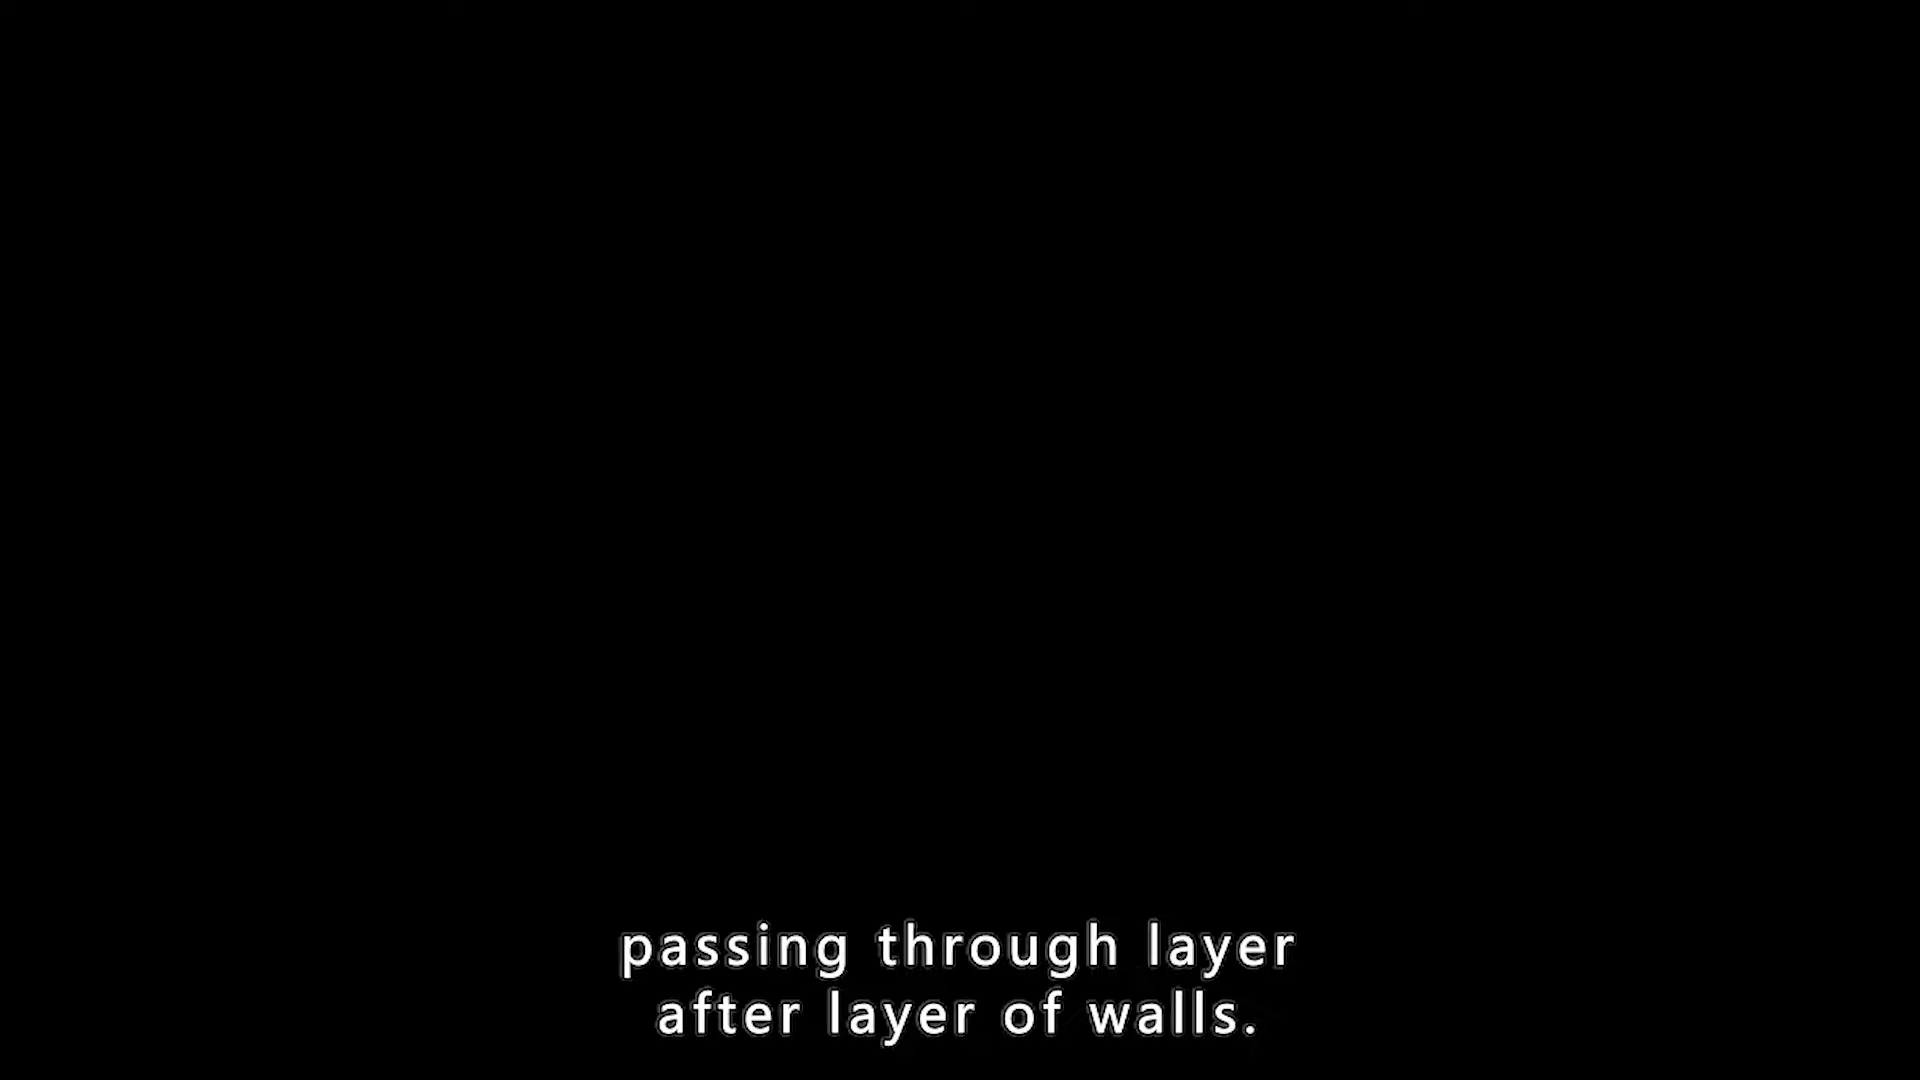 passing through layer
after layer of walls.